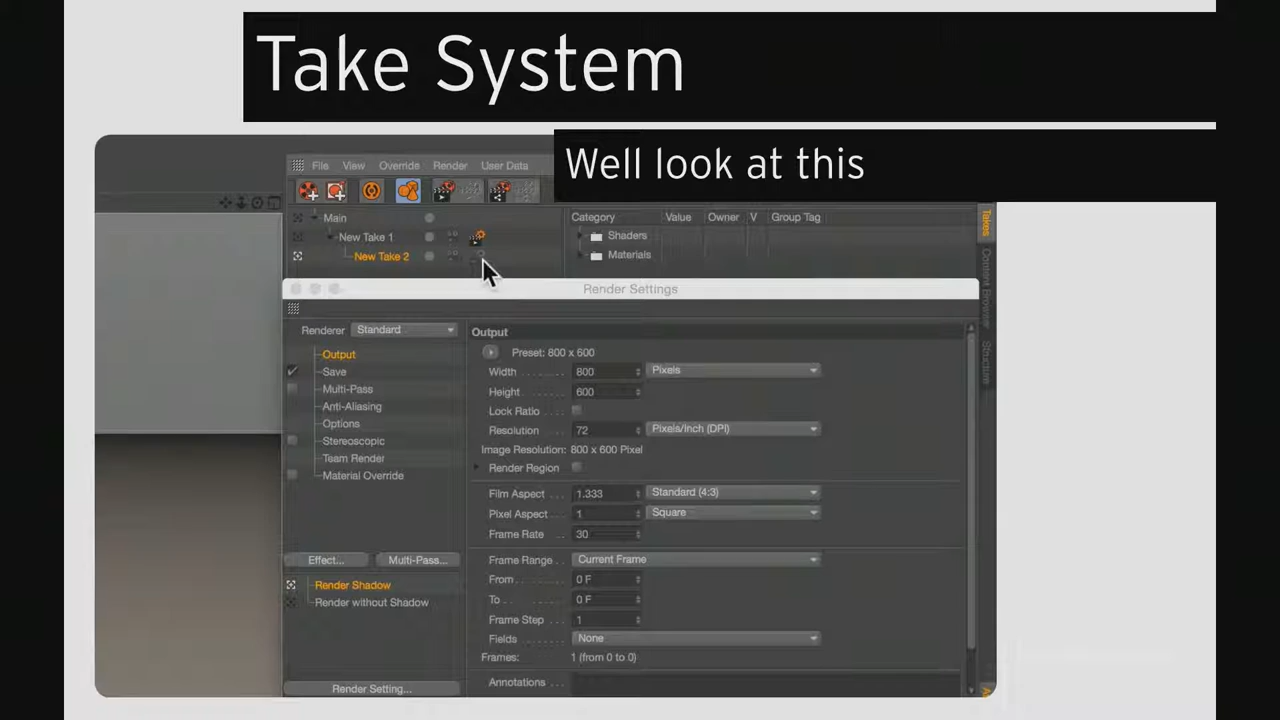 Take System
Well look at this
File View Override Render User Data
Main
New Take 1
New Take 2
Category Value Owner V Group Tag
Shaders
Materials
Takes
Content Browser
Structure
Render Settings
Renderer Standard
Output
Save
Multi-Pass
Anti-Aliasing
Options
Stereoscopic
Team Render
Material Override
Effect... Multi-Pass...
Render Shadow
Render without Shadow
Render Setting...
Output
Preset: 800 x 600
Width 800 Pixels
Height 600
Lock Ratio
Resolution 72 Pixels/Inch (DPI)
Image Resolution: 800 x 600 Pixel
Render Region
Film Aspect 1.333 Standard (4:3)
Pixel Aspect 1 Square
Frame Rate 30
Frame Range Current Frame
From 0 F
To 0 F
Frame Step 1
Fields None
Frames: 1 (from 0 to 0)
Annotations